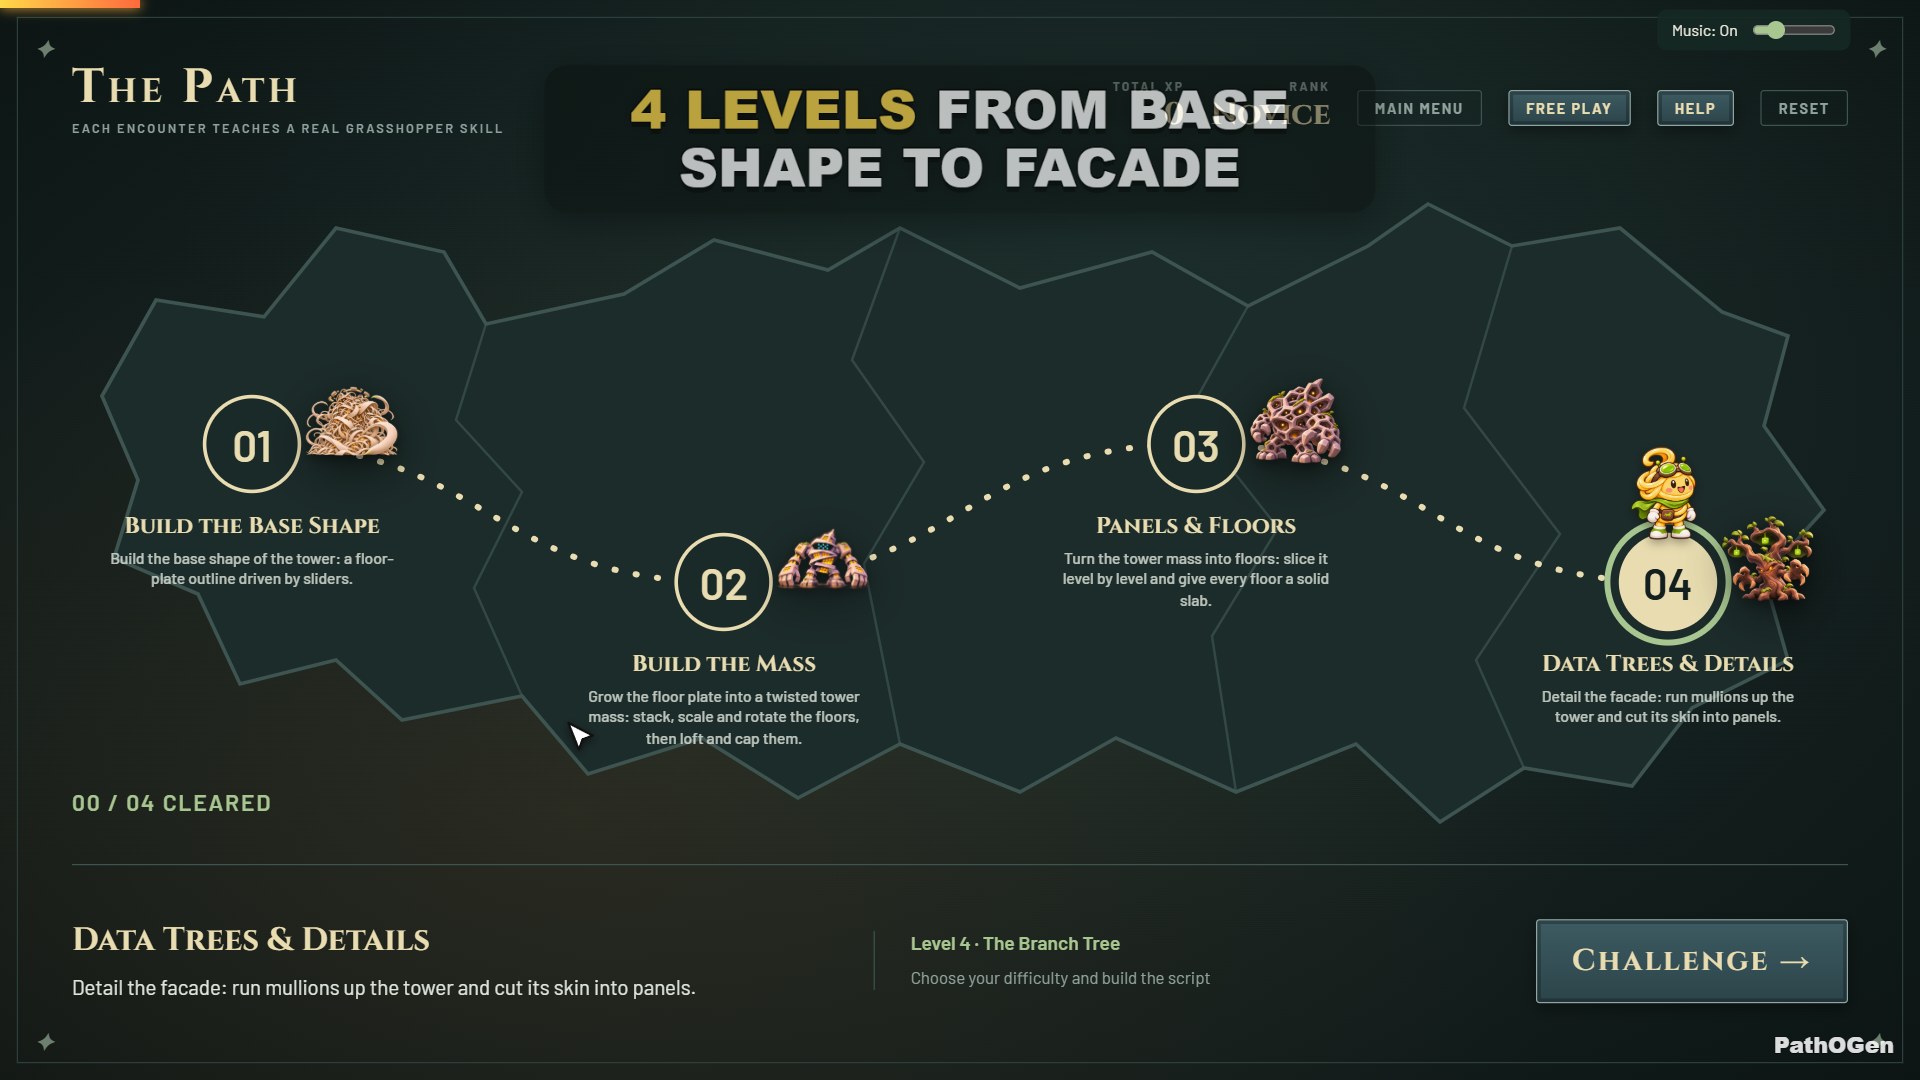 Music: On
THE PATH
EACH ENCOUNTER TEACHES A REAL GRASSHOPPER SKILL
4 LEVELS FROM BASE
SHAPE TO FACADE
TOTAL XP
0
RANK
NOVICE
MAIN MENU
FREE PLAY
HELP
RESET
01
BUILD THE BASE SHAPE
Build the base shape of the tower: a floor-
plate outline driven by sliders.
02
BUILD THE MASS
Grow the floor plate into a twisted tower
mass: stack, scale and rotate the floors,
then loft and cap them.
03
PANELS & FLOORS
Turn the tower mass into floors: slice it
level by level and give every floor a solid
slab.
04
DATA TREES & DETAILS
Detail the facade: run mullions up the
tower and cut its skin into panels.
00 / 04 CLEARED
DATA TREES & DETAILS
Detail the facade: run mullions up the tower and cut its skin into panels.
Level 4 · The Branch Tree
Choose your difficulty and build the script
CHALLENGE →
PathOGen